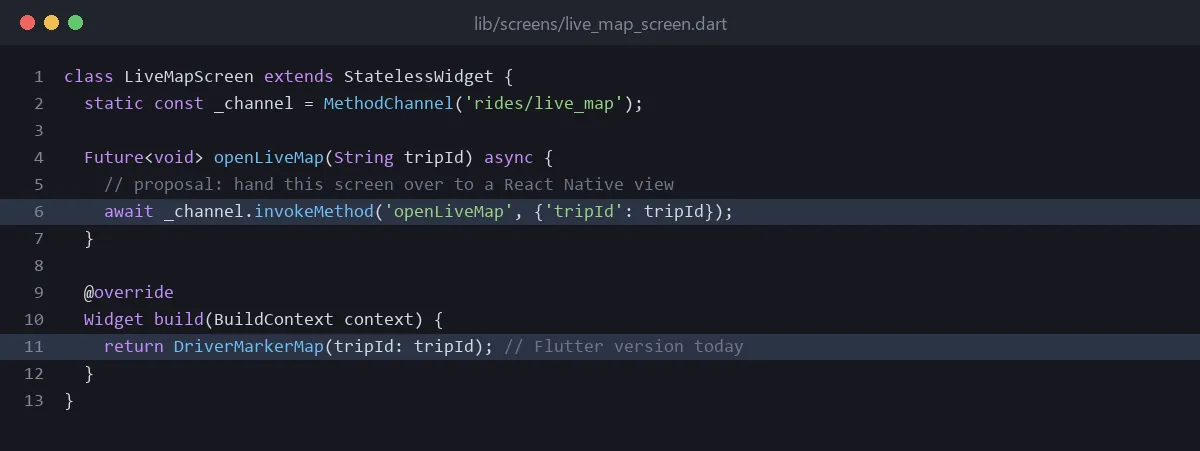 lib/screens/live_map_screen.dart
1 class LiveMapScreen extends StatelessWidget {
2   static const _channel = MethodChannel('rides/live_map');
3
4   Future<void> openLiveMap(String tripId) async {
5     // proposal: hand this screen over to a React Native view
6     await _channel.invokeMethod('openLiveMap', {'tripId': tripId});
7   }
8
9   @override
10   Widget build(BuildContext context) {
11     return DriverMarkerMap(tripId: tripId); // Flutter version today
12   }
13 }